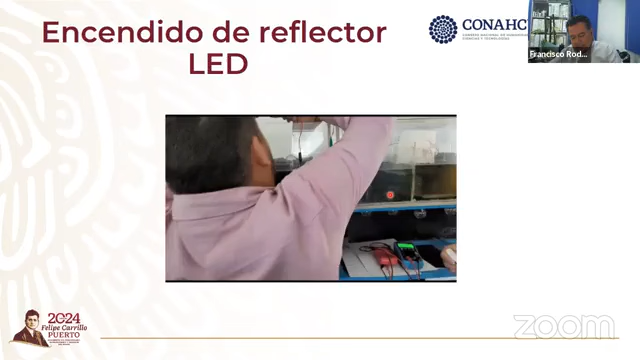 Encendido de reflector
LED
CONAHC
Francisco Rod...
2024
Felipe Carrillo
PUERTO
zoom